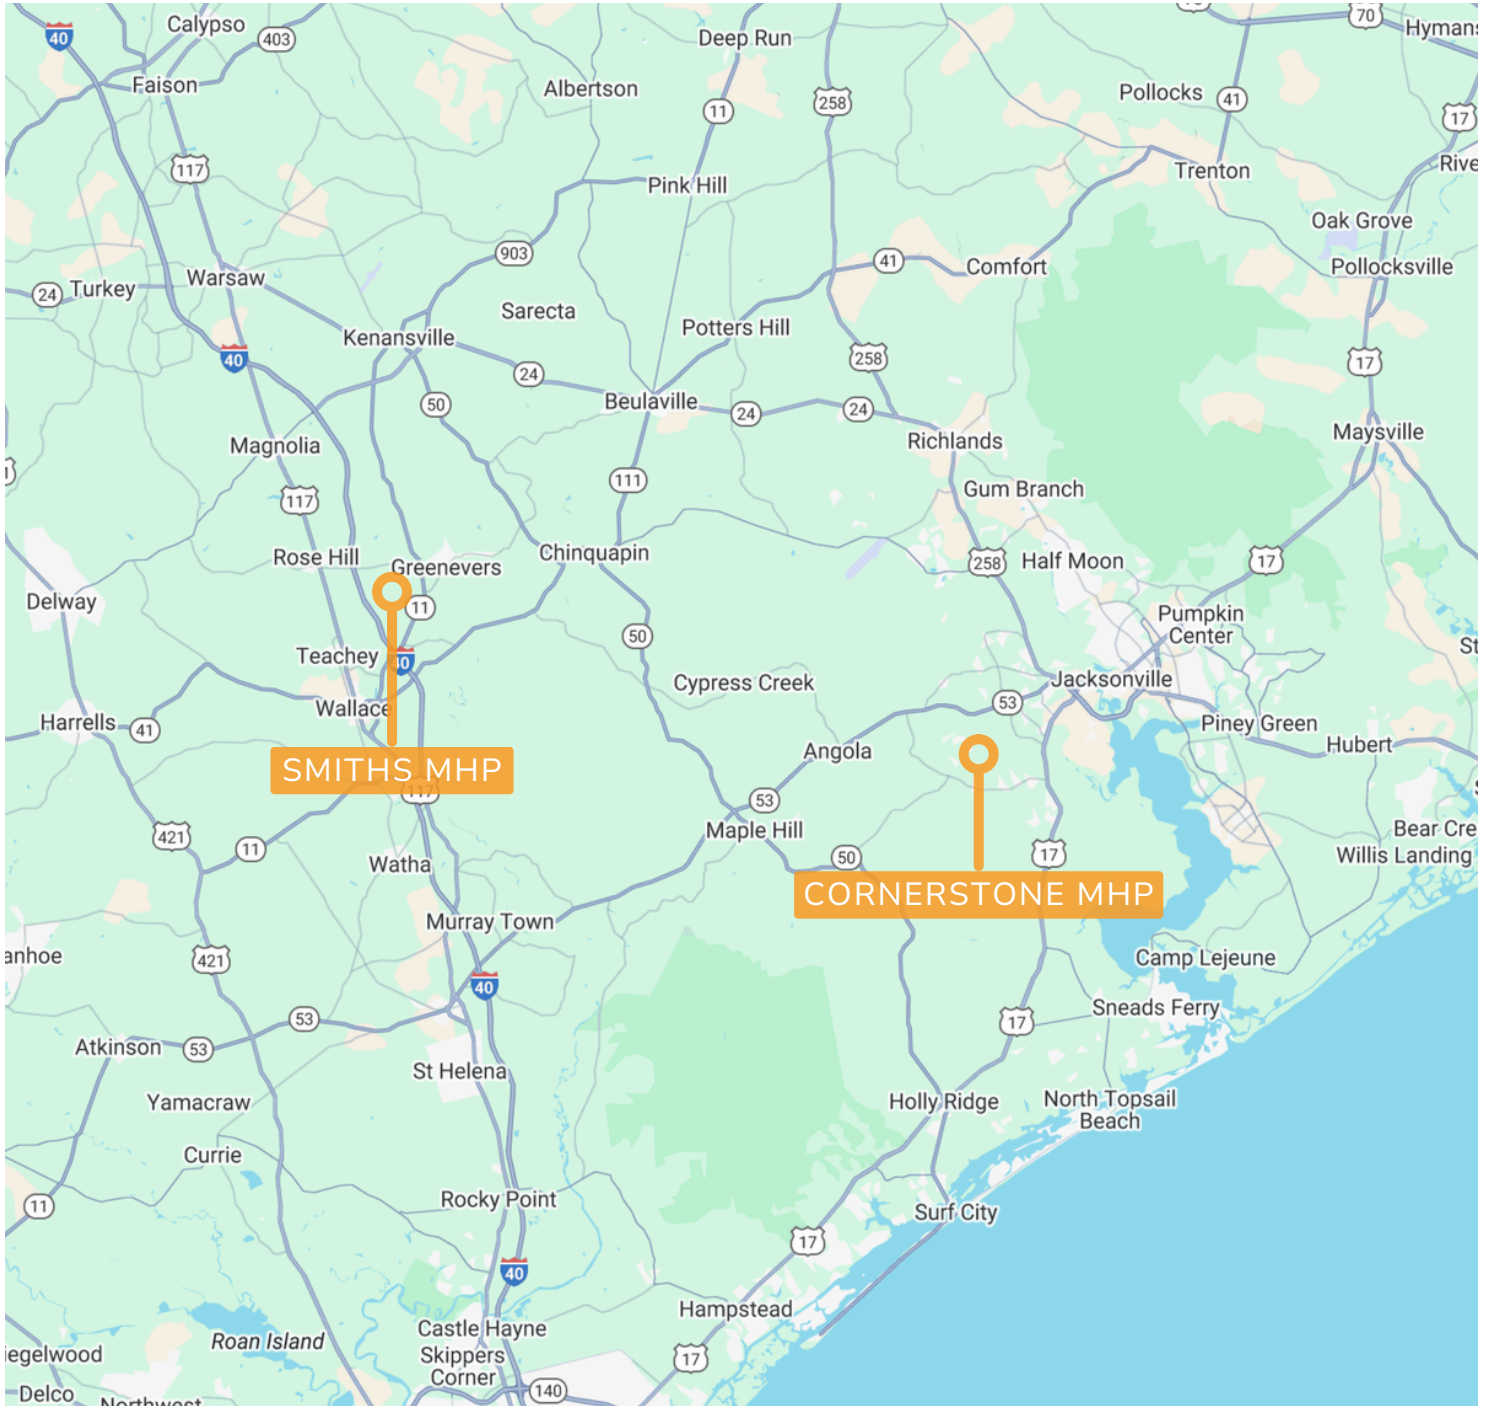 40
Calypso
403
Deep Run
70
Hymans
Faison
Albertson
11
258
Pollocks
41
17
117
Pink Hill
Trenton
Rive
903
41
Comfort
Oak Grove
Pollocksville
24
Turkey
Warsaw
Sarecta
Kenansville
Potters Hill
40
24
258
17
50
Beulaville
24
24
Magnolia
Richlands
Maysville
117
111
Gum Branch
Rose Hill
Greenevers
Chinquapin
258
Half Moon
17
Delway
11
Pumpkin
Center
50
St
Teachey
40
Cypress Creek
Jacksonville
Wallace
53
Harrells
41
Piney Green
Hubert
Angola
SMITHS MHP
117
53
Maple Hill
421
11
Watha
50
17
Bear Cre
Willis Landing
CORNERSTONE MHP
Murray Town
anhoe
421
40
Camp Lejeune
Sneads Ferry
53
17
Atkinson
53
St Helena
Yamacraw
Holly Ridge
North Topsail
Beach
Currie
Rocky Point
11
Surf City
17
40
Hampstead
Castle Hayne
Roan Island
Skippers
Corner
17
egelwood
Delco
Northwest
140